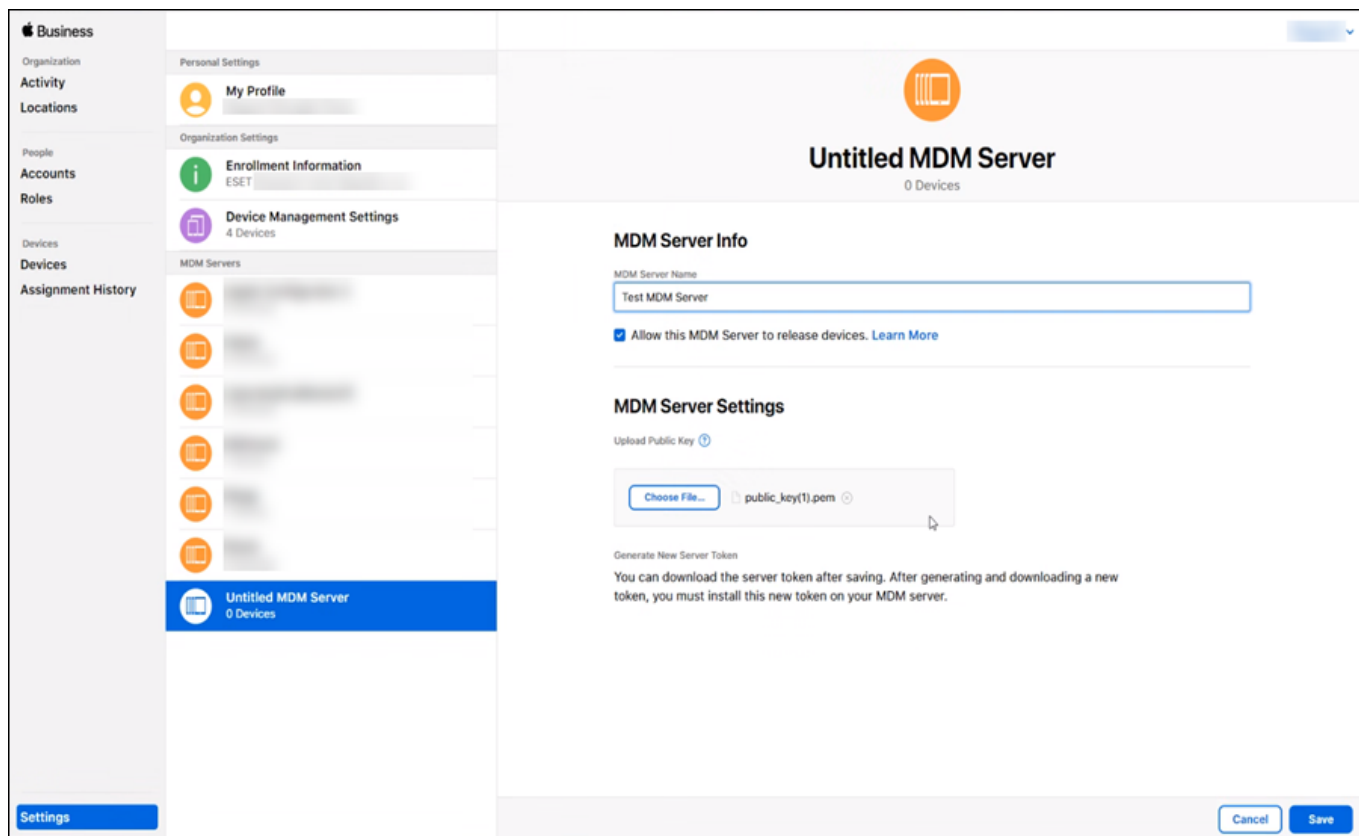 Business
Organization
Activity
Locations
People
Accounts
Roles
Devices
Devices
Assignment History
Settings
Personal Settings
My Profile
Organization Settings
Enrollment Information
ESET
Device Management Settings
4 Devices
MDM Servers
Untitled MDM Server
0 Devices
Untitled MDM Server
0 Devices
MDM Server Info
MDM Server Name
Test MDM Server
Allow this MDM Server to release devices. Learn More
MDM Server Settings
Upload Public Key
Choose File...
public_key(1).pem
Generate New Server Token
You can download the server token after saving. After generating and downloading a new
token, you must install this new token on your MDM server.
Cancel
Save